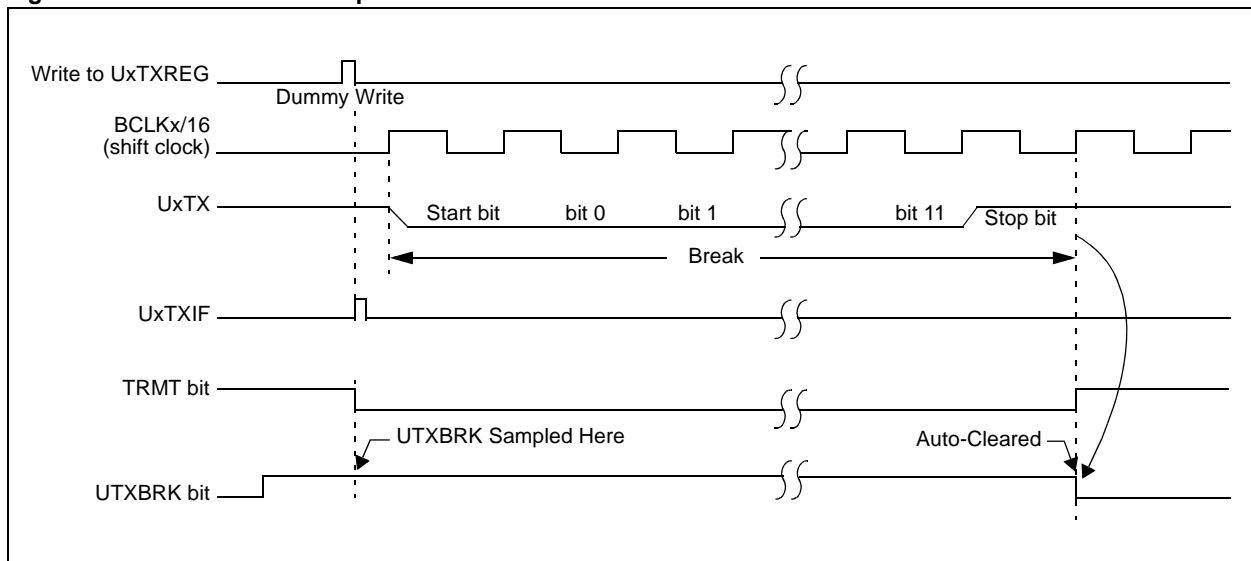 Write to UxTXREG
Dummy Write
BCLKx/16
(shift clock)
UxTX
Start bit
bit 0
bit 1
bit 11
Stop bit
Break
UxTXIF
TRMT bit
UTXBRK Sampled Here
Auto-Cleared
UTXBRK bit